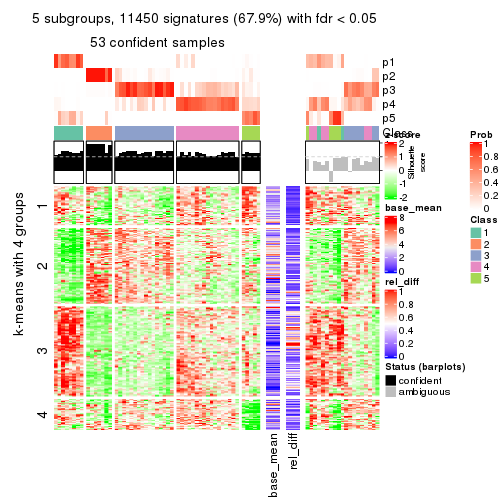 5 subgroups, 11450 signatures (67.9%) with fdr < 0.05
53 confident samples
p1
p2
p3
p4
p5
Class
z-score
2
1
0
-1
-2
Silhouette
score
Prob
1
0.8
0.6
0.4
0.2
0
Class
1
2
3
4
5
base_mean
8
6
4
2
0
rel_diff
1
0.8
0.6
0.4
0.2
0
Status (barplots)
confident
ambiguous
k-means with 4 groups
1
2
3
4
base_mean
rel_diff